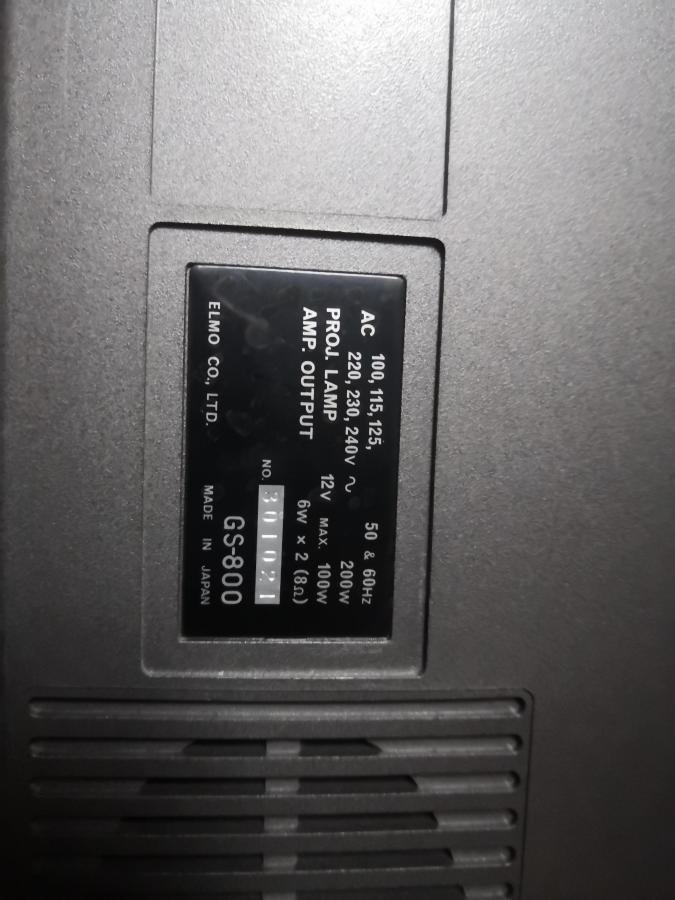 AC 100, 115, 125, 50 & 60Hz
220, 230, 240V ∿ 200W
PROJ. LAMP 12V MAX. 100W
AMP. OUTPUT 6W × 2 (8Ω)
NO. 301021
GS-800
ELMO CO., LTD. MADE IN JAPAN